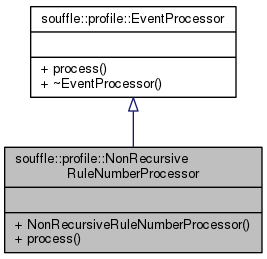 souffle::profile::EventProcessor
+ process()
+ ~EventProcessor()
souffle::profile::NonRecursive
RuleNumberProcessor
+ NonRecursiveRuleNumberProcessor()
+ process()